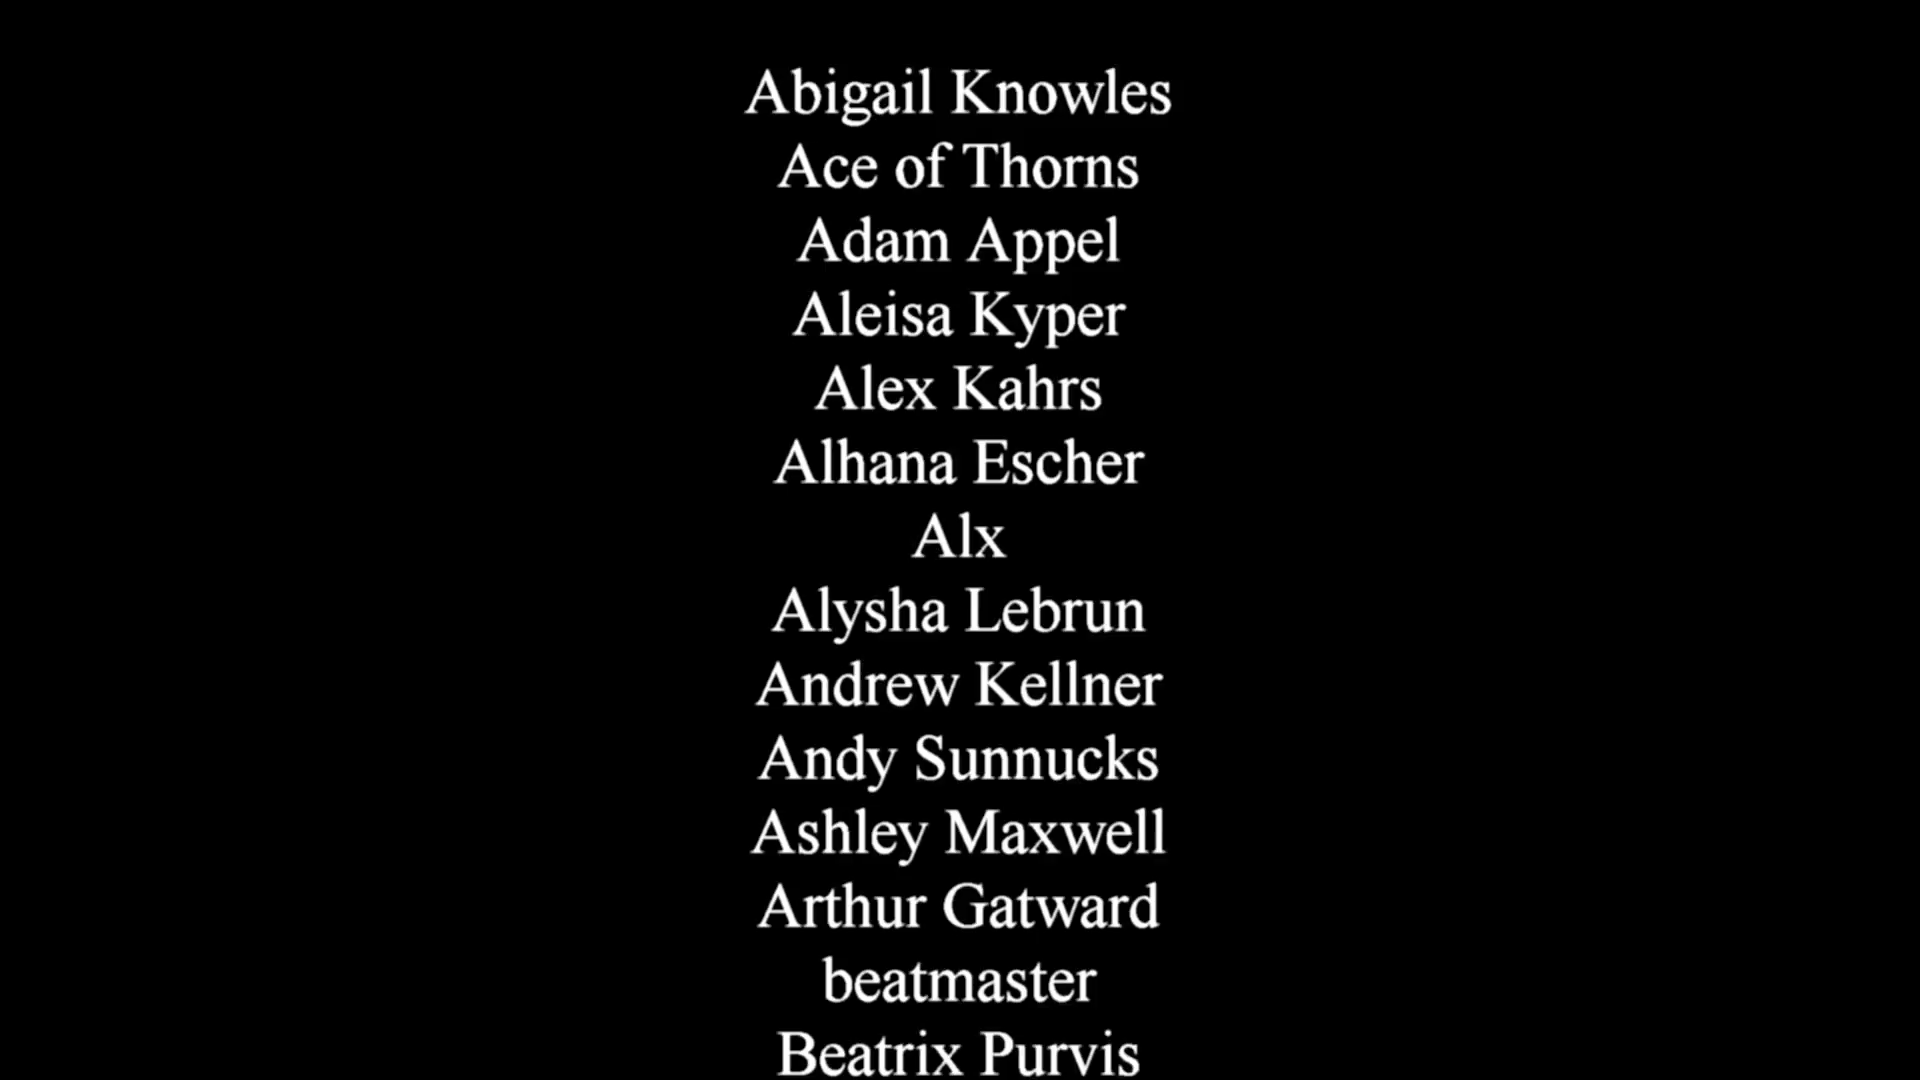 Abigail Knowles
Ace of Thorns
Adam Appel
Aleisa Kyper
Alex Kahrs
Alhana Escher
Alx
Alysha Lebrun
Andrew Kellner
Andy Sunnucks
Ashley Maxwell
Arthur Gatward
beatmaster
Beatrix Purvis